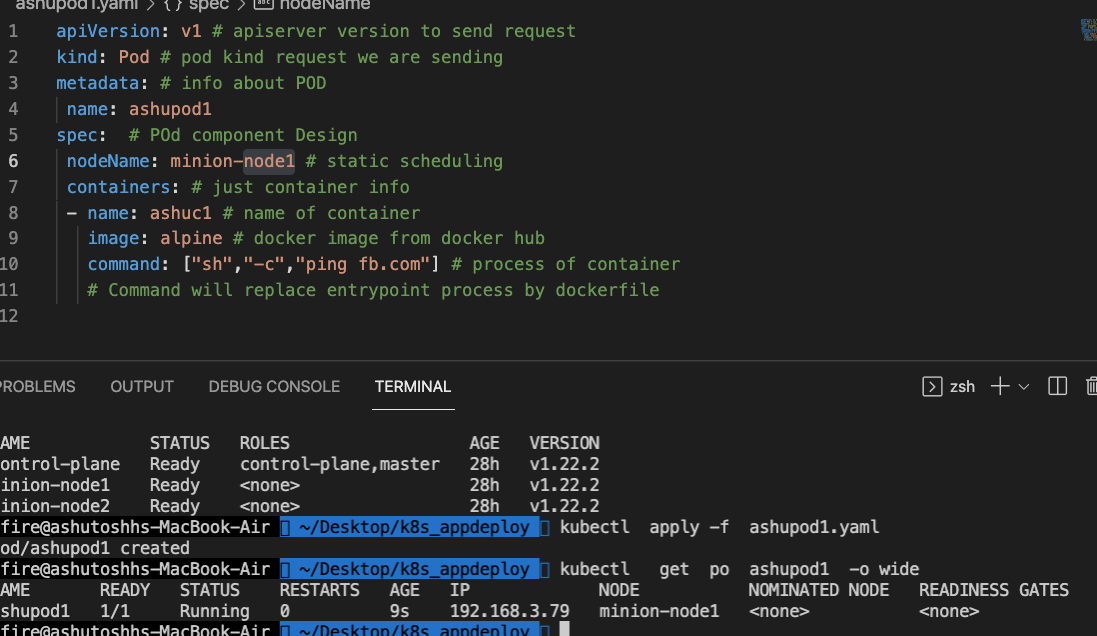 ashupod1.yaml > {} spec > abc nodeName
1 apiVersion: v1 # apiserver version to send request
2 kind: Pod # pod kind request we are sending
3 metadata: # info about POD
4 name: ashupod1
5 spec:  # POd component Design
6 nodeName: minion-node1 # static scheduling
7 containers: # just container info
8 - name: ashuc1 # name of container
9 image: alpine # docker image from docker hub
10 command: ["sh","-c","ping fb.com"] # process of container
11 # Command will replace entrypoint process by dockerfile
12
PROBLEMS OUTPUT DEBUG CONSOLE TERMINAL zsh
AME STATUS ROLES AGE VERSION
ontrol-plane Ready control-plane,master 28h v1.22.2
inion-node1 Ready <none> 28h v1.22.2
inion-node2 Ready <none> 28h v1.22.2
fire@ashutoshhs-MacBook-Air ~/Desktop/k8s_appdeploy kubectl  apply -f  ashupod1.yaml
od/ashupod1 created
fire@ashutoshhs-MacBook-Air ~/Desktop/k8s_appdeploy kubectl   get  po  ashupod1  -o wide
AME READY STATUS RESTARTS AGE IP NODE NOMINATED NODE READINESS GATES
shupod1 1/1 Running 0 9s 192.168.3.79 minion-node1 <none> <none>
fire@ashutoshhs-MacBook-Air ~/Desktop/k8s_appdeploy